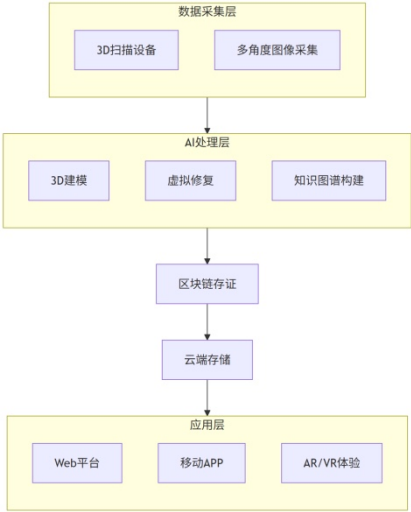 数据采集层
3D扫描设备
多角度图像采集
AI处理层
3D建模
虚拟修复
知识图谱构建
区块链存证
云端存储
应用层
Web平台
移动APP
AR/VR体验